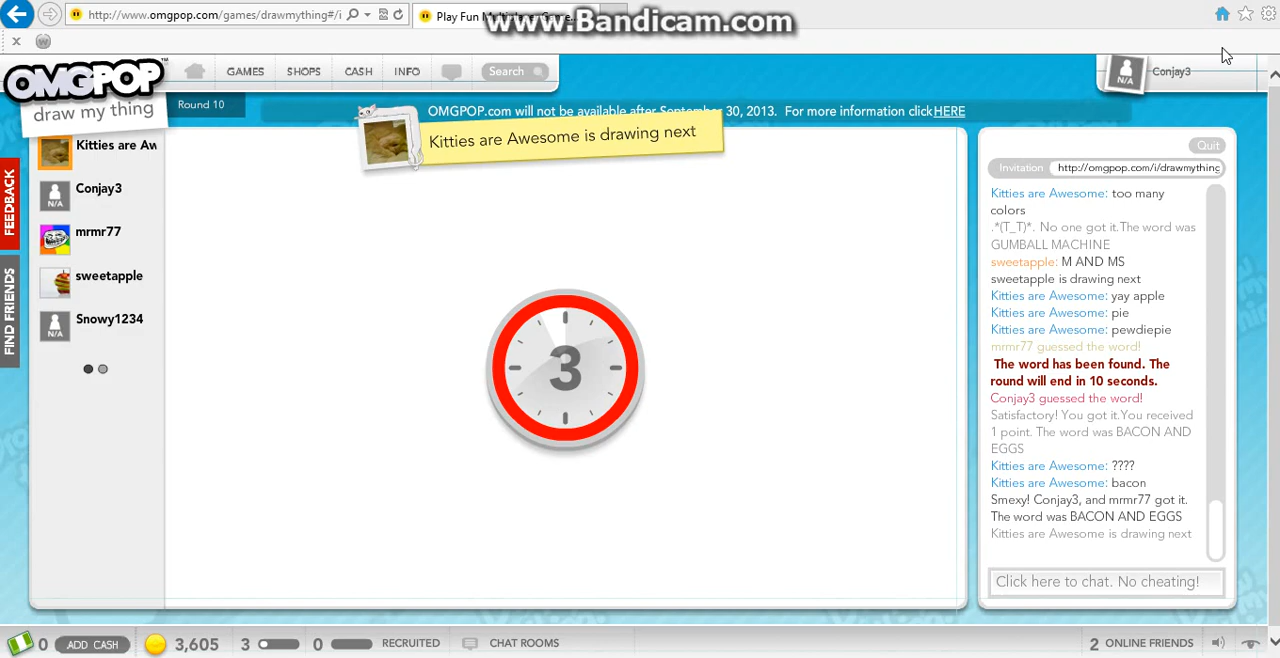 http://www.omgpop.com/games/drawmything#/i
Play Fun Multiplayer Game...
www.Bandicam.com
x
OMGPOP™
draw my thing
GAMES
SHOPS
CASH
INFO
Search
N/A
Conjay3
Round 10
OMGPOP.com will not be available after September 30, 2013. For more information click HERE
Kitties are Awesome is drawing next
FEEDBACK
FIND FRIENDS
Kitties are Aw
N/A
Conjay3
mrmr77
sweetapple
N/A
Snowy1234
3
Quit
Invitation http://omgpop.com/i/drawmything
Kitties are Awesome: too many
colors
.*(T_T)*. No one got it.The word was
GUMBALL MACHINE
sweetapple: M AND MS
sweetapple is drawing next
Kitties are Awesome: yay apple
Kitties are Awesome: pie
Kitties are Awesome: pewdiepie
mrmr77 guessed the word!
The word has been found. The
round will end in 10 seconds.
Conjay3 guessed the word!
Satisfactory! You got it.You received
1 point. The word was BACON AND
EGGS
Kitties are Awesome: ????
Kitties are Awesome: bacon
Smexy! Conjay3, and mrmr77 got it.
The word was BACON AND EGGS
Kitties are Awesome is drawing next
Click here to chat. No cheating!
0 ADD CASH 3,605 3 0 RECRUITED CHAT ROOMS 2 ONLINE FRIENDS